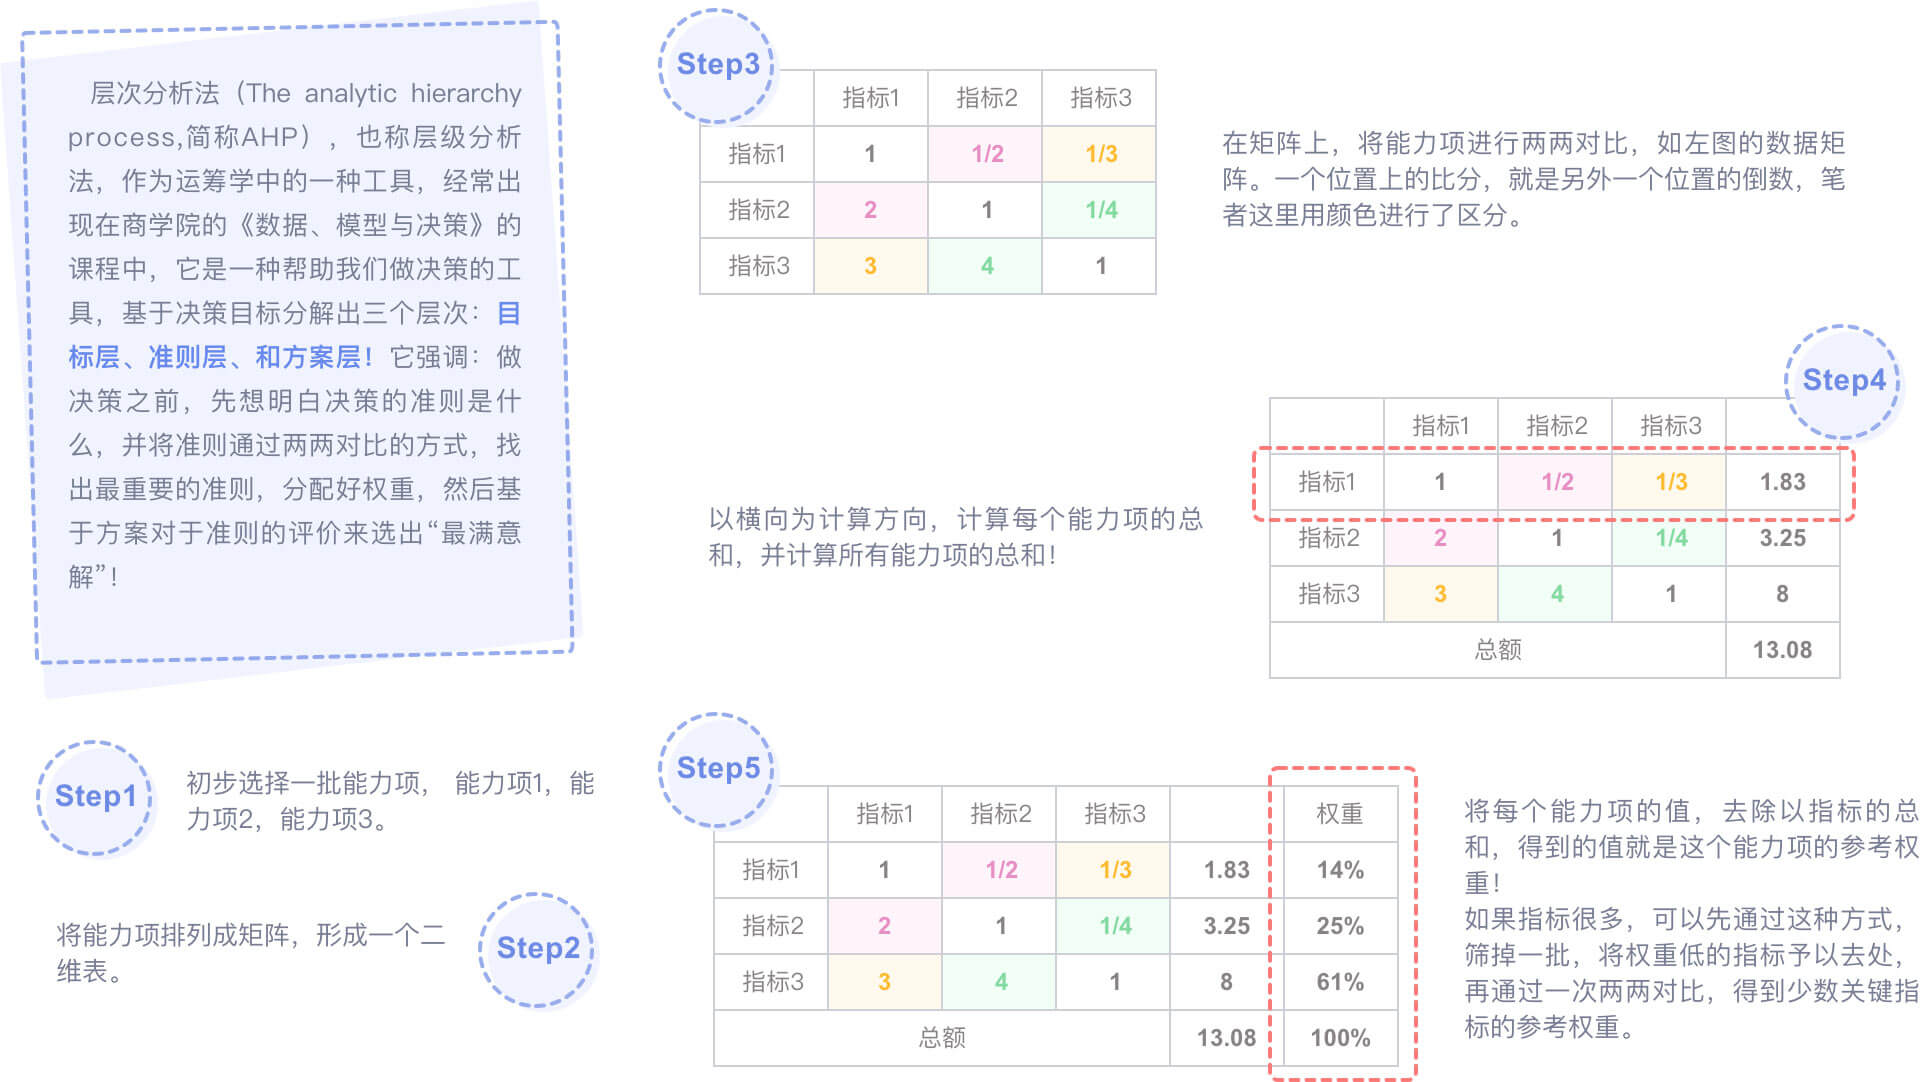 层次分析法（The analytic hierarchy
process,简称AHP），也称层级分析
法，作为运筹学中的一种工具，经常出
现在商学院的《数据、模型与决策》的
课程中，它是一种帮助我们做决策的工
具，基于决策目标分解出三个层次：目
标层、准则层、和方案层！它强调：做
决策之前，先想明白决策的准则是什
么，并将准则通过两两对比的方式，找
出最重要的准则，分配好权重，然后基
于方案对于准则的评价来选出“最满意
解”！
Step1
初步选择一批能力项， 能力项1，能
力项2，能力项3。
将能力项排列成矩阵，形成一个二
维表。
Step2
Step3
指标1 指标2 指标3
指标1 1 1/2 1/3
指标2 2 1 1/4
指标3 3 4 1
在矩阵上，将能力项进行两两对比，如左图的数据矩
阵。一个位置上的比分，就是另外一个位置的倒数，笔
者这里用颜色进行了区分。
Step4
以横向为计算方向，计算每个能力项的总
和，并计算所有能力项的总和！
指标1 指标2 指标3
指标1 1 1/2 1/3 1.83
指标2 2 1 1/4 3.25
指标3 3 4 1 8
总额 13.08
Step5
指标1 指标2 指标3 权重
指标1 1 1/2 1/3 1.83 14%
指标2 2 1 1/4 3.25 25%
指标3 3 4 1 8 61%
总额 13.08 100%
将每个能力项的值，去除以指标的总
和，得到的值就是这个能力项的参考权
重！
如果指标很多，可以先通过这种方式，
筛掉一批，将权重低的指标予以去处，
再通过一次两两对比，得到少数关键指
标的参考权重。